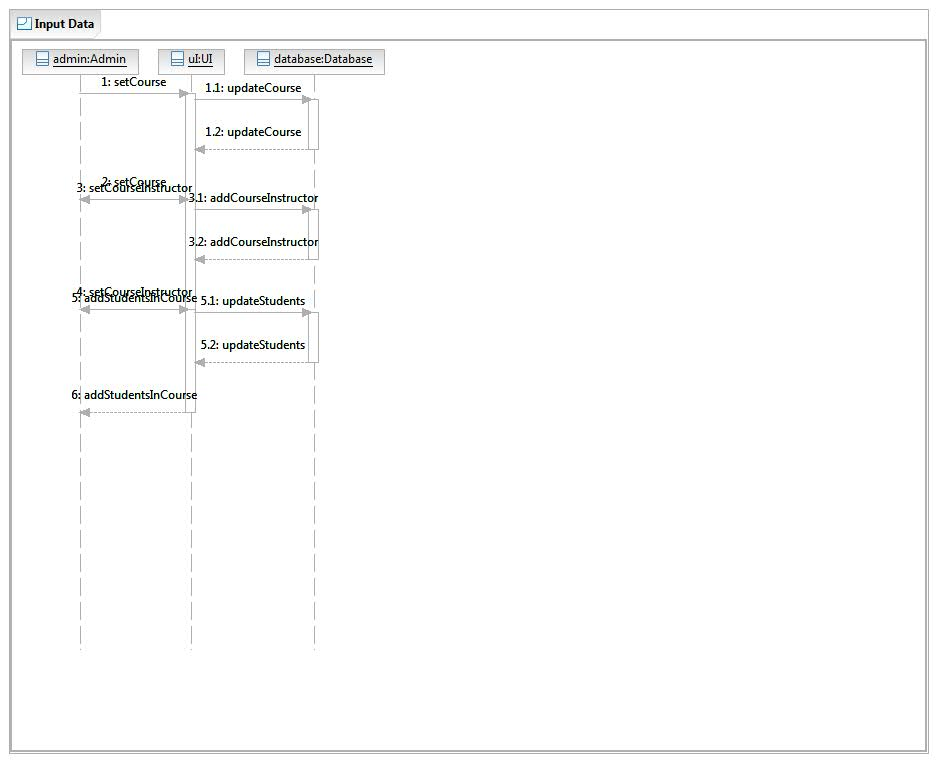 Input Data
admin:Admin
uI:UI
database:Database
1: setCourse
1.1: updateCourse
1.2: updateCourse
2: setCourse
3: setCourseInstructor
3.1: addCourseInstructor
3.2: addCourseInstructor
4: setCourseInstructor
5: addStudentsInCourse
5.1: updateStudents
5.2: updateStudents
6: addStudentsInCourse